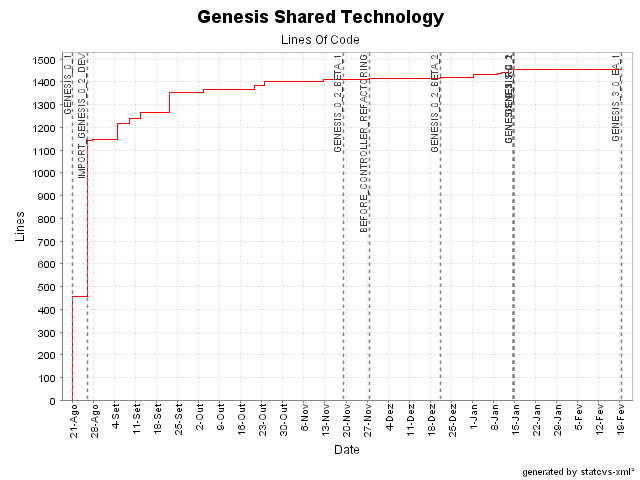 Genesis Shared Technology
Lines Of Code
Lines
1500
1400
1300
1200
1100
1000
900
800
700
600
500
400
300
200
100
0
GENESIS_0_1
IMPORT_GENESIS_0_2_DEV
GENESIS_0_2_BETA_1
BEFORE_CONTROLLER_REFACTORING
GENESIS_0_2_BETA_2
GENESIS_3_0_EA_1
21-Ago
28-Ago
4-Set
11-Set
18-Set
25-Set
2-Out
9-Out
16-Out
23-Out
30-Out
6-Nov
13-Nov
20-Nov
27-Nov
4-Dez
11-Dez
18-Dez
25-Dez
1-Jan
8-Jan
15-Jan
22-Jan
29-Jan
5-Fev
12-Fev
19-Fev
Date
generated by statcvs-xml²